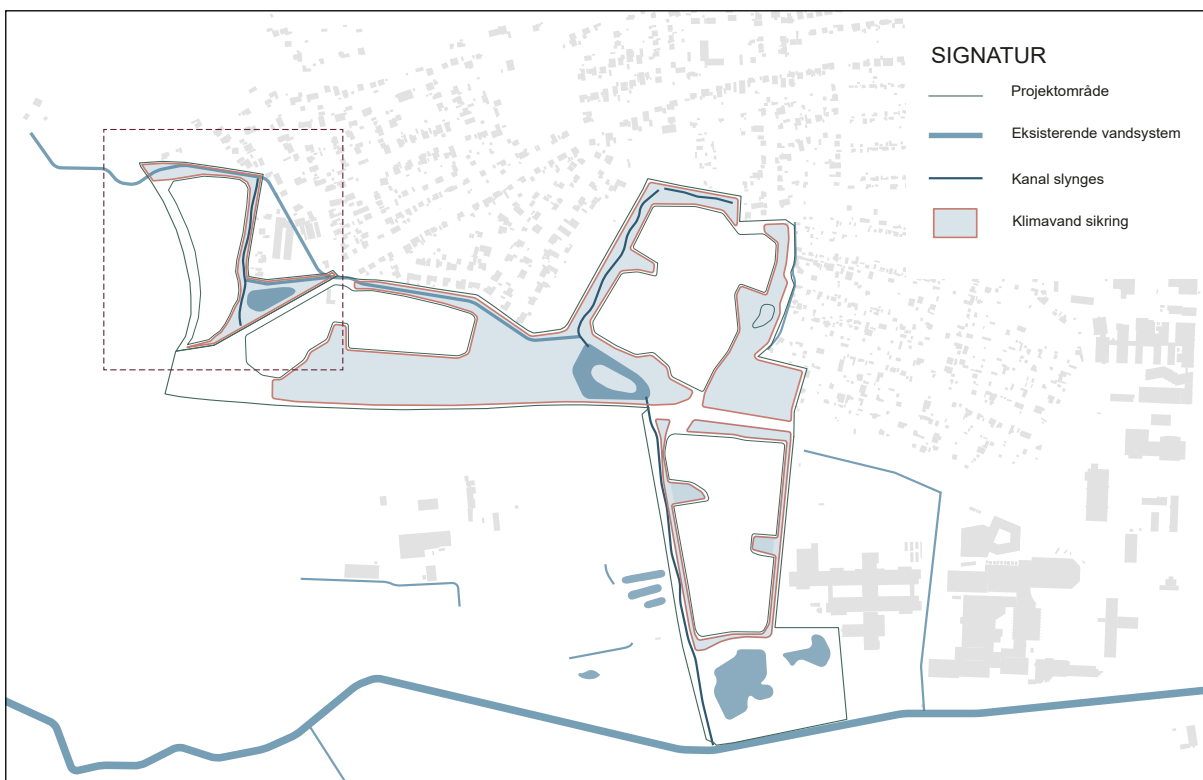 SIGNATUR
Projektområde
Eksisterende vandsystem
Kanal slynges
Klimavand sikring